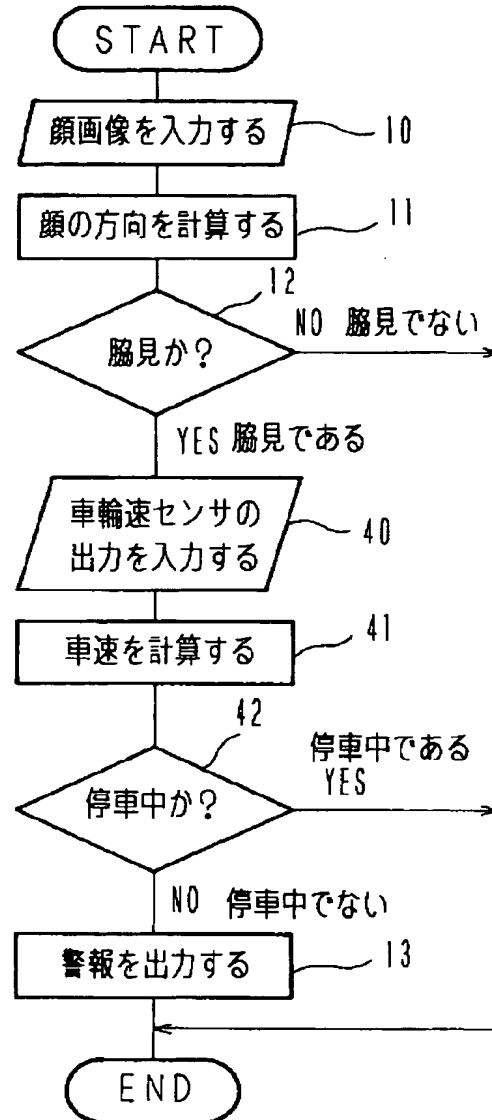 START
顔画像を入力する
10
顔の方向を計算する
11
12
脇見か?
NO 脇見でない
YES 脇見である
車輪速センサの
出力を入力する
40
車速を計算する
41
42
停車中か?
停車中である
YES
NO 停車中でない
警報を出力する
13
END